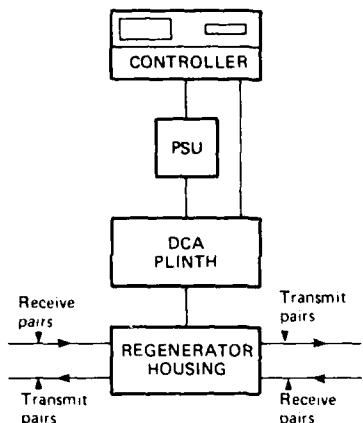 CONTROLLER
PSU
DCA
PLINTH
Receive
pairs
Transmit
pairs
REGENERATOR
HOUSING
Transmit
pairs
Receive
pairs